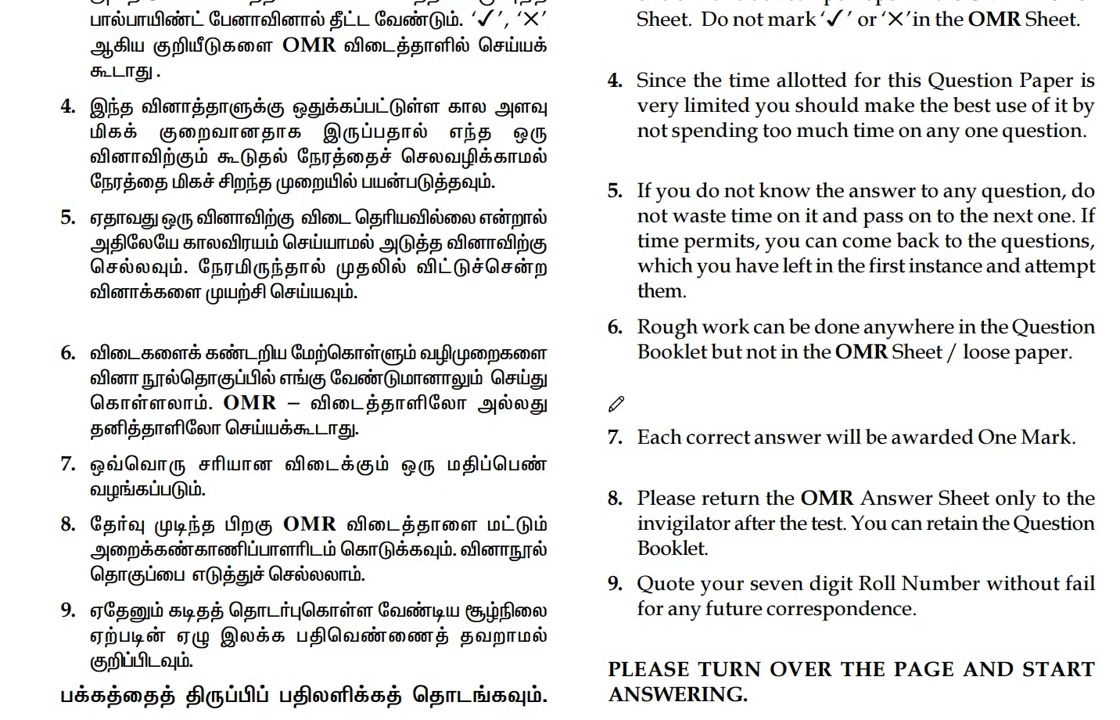 பால்பாயிண்ட் பேனாவினால் தீட்ட வேண்டும். ‘✓’, ‘✕’
ஆகிய குறியீடுகளை OMR விடைத்தாளில் செய்யக்
கூடாது .
4. இந்த வினாத்தாளுக்கு ஒதுக்கப்பட்டுள்ள கால அளவு
மிகக் குறைவானதாக இருப்பதால் எந்த ஒரு
வினாவிற்கும் கூடுதல் நேரத்தைச் செலவழிக்காமல்
நேரத்தை மிகச் சிறந்த முறையில் பயன்படுத்தவும்.
5. ஏதாவது ஒரு வினாவிற்கு விடை தெரியவில்லை என்றால்
அதிலேயே காலவிரயம் செய்யாமல் அடுத்த வினாவிற்கு
செல்லவும். நேரமிருந்தால் முதலில் விட்டுச்சென்ற
வினாக்களை முயற்சி செய்யவும்.
6. விடைகளைக் கண்டறிய மேற்கொள்ளும் வழிமுறைகளை
வினா நூல்தொகுப்பில் எங்கு வேண்டுமானாலும் செய்து
கொள்ளலாம். OMR – விடைத்தாளிலோ அல்லது
தனித்தாளிலோ செய்யக்கூடாது.
7. ஒவ்வொரு சரியான விடைக்கும் ஒரு மதிப்பெண்
வழங்கப்படும்.
8. தேர்வு முடிந்த பிறகு OMR விடைத்தாளை மட்டும்
அறைக்கண்காணிப்பாளரிடம் கொடுக்கவும். வினாநூல்
தொகுப்பை எடுத்துச் செல்லலாம்.
9. ஏதேனும் கடிதத் தொடர்புகொள்ள வேண்டிய சூழ்நிலை
ஏற்படின் ஏழு இலக்க பதிவெண்ணைத் தவறாமல்
குறிப்பிடவும்.
பக்கத்தைத் திருப்பிப் பதிலளிக்கத் தொடங்கவும்.
Sheet. Do not mark ‘✓’ or ‘✕’ in the OMR Sheet.
4. Since the time allotted for this Question Paper is
very limited you should make the best use of it by
not spending too much time on any one question.
5. If you do not know the answer to any question, do
not waste time on it and pass on to the next one. If
time permits, you can come back to the questions,
which you have left in the first instance and attempt
them.
6. Rough work can be done anywhere in the Question
Booklet but not in the OMR Sheet / loose paper.
7. Each correct answer will be awarded One Mark.
8. Please return the OMR Answer Sheet only to the
invigilator after the test. You can retain the Question
Booklet.
9. Quote your seven digit Roll Number without fail
for any future correspondence.
PLEASE TURN OVER THE PAGE AND START
ANSWERING.